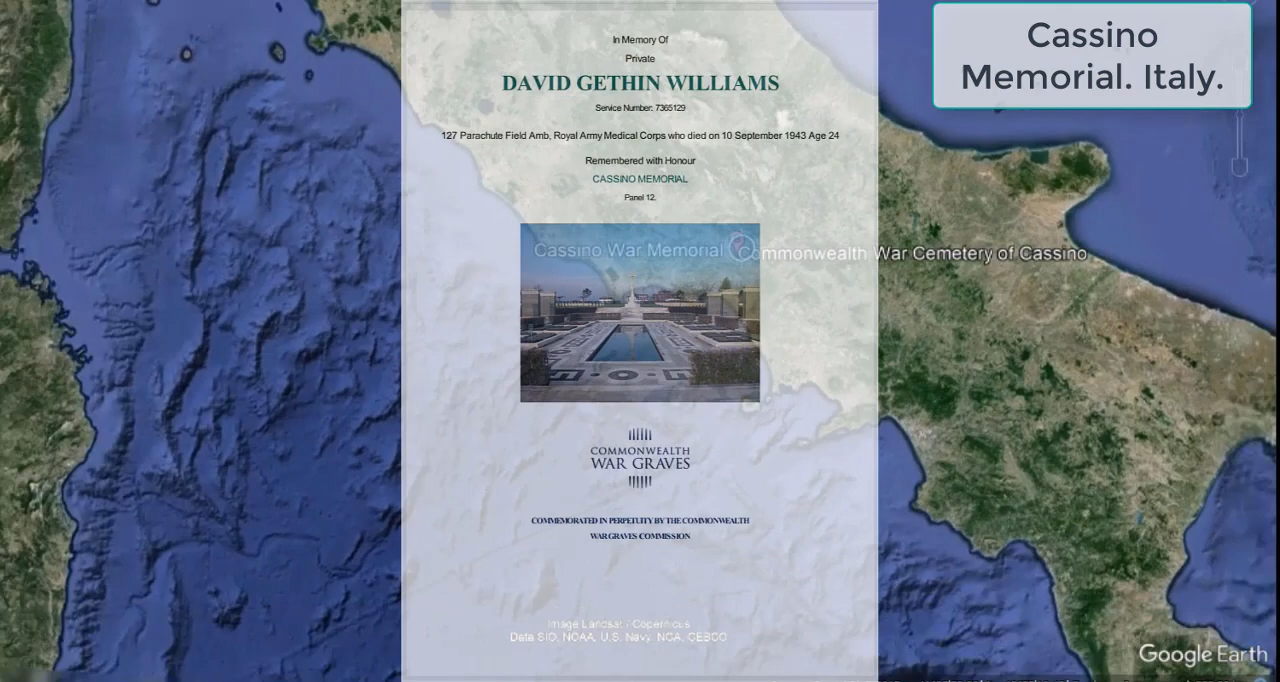 Cassino
Memorial. Italy.
In Memory Of
Private
DAVID GETHIN WILLIAMS
Service Number: 7365129
127 Parachute Field Amb, Royal Army Medical Corps who died on 10 September 1943 Age 24
Remembered with Honour
CASSINO MEMORIAL
Panel 12.
Cassino War Memorial
Commonwealth War Cemetery of Cassino
COMMONWEALTH
WAR GRAVES
COMMEMORATED IN PERPETUITY BY THE COMMONWEALTH
WAR GRAVES COMMISSION
Image Landsat / Copernicus
Data SIO, NOAA, U.S. Navy, NGA, GEBCO
Google Earth